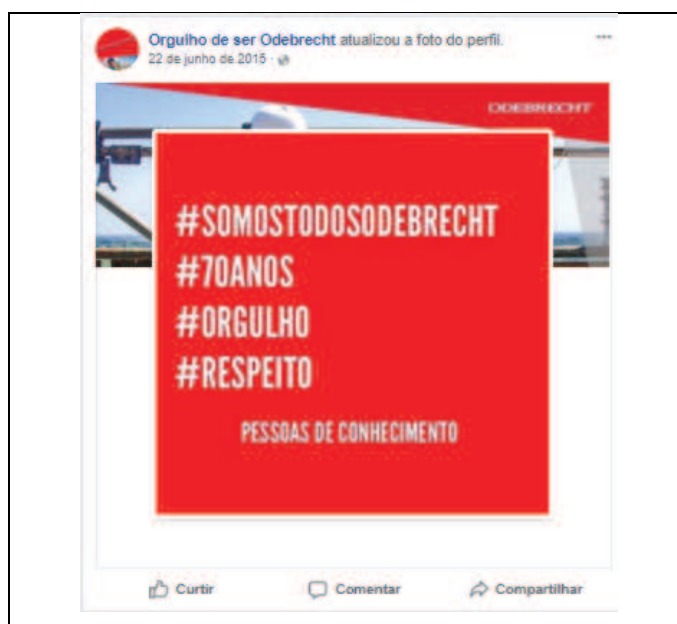 Orgulho de ser Odebrecht atualizou a foto do perfil.
22 de junho de 2015 ·
ODEBRECHT
#SOMOSTODOSODEBRECHT
#70ANOS
#ORGULHO
#RESPEITO
PESSOAS DE CONHECIMENTO
Curtir Comentar Compartilhar